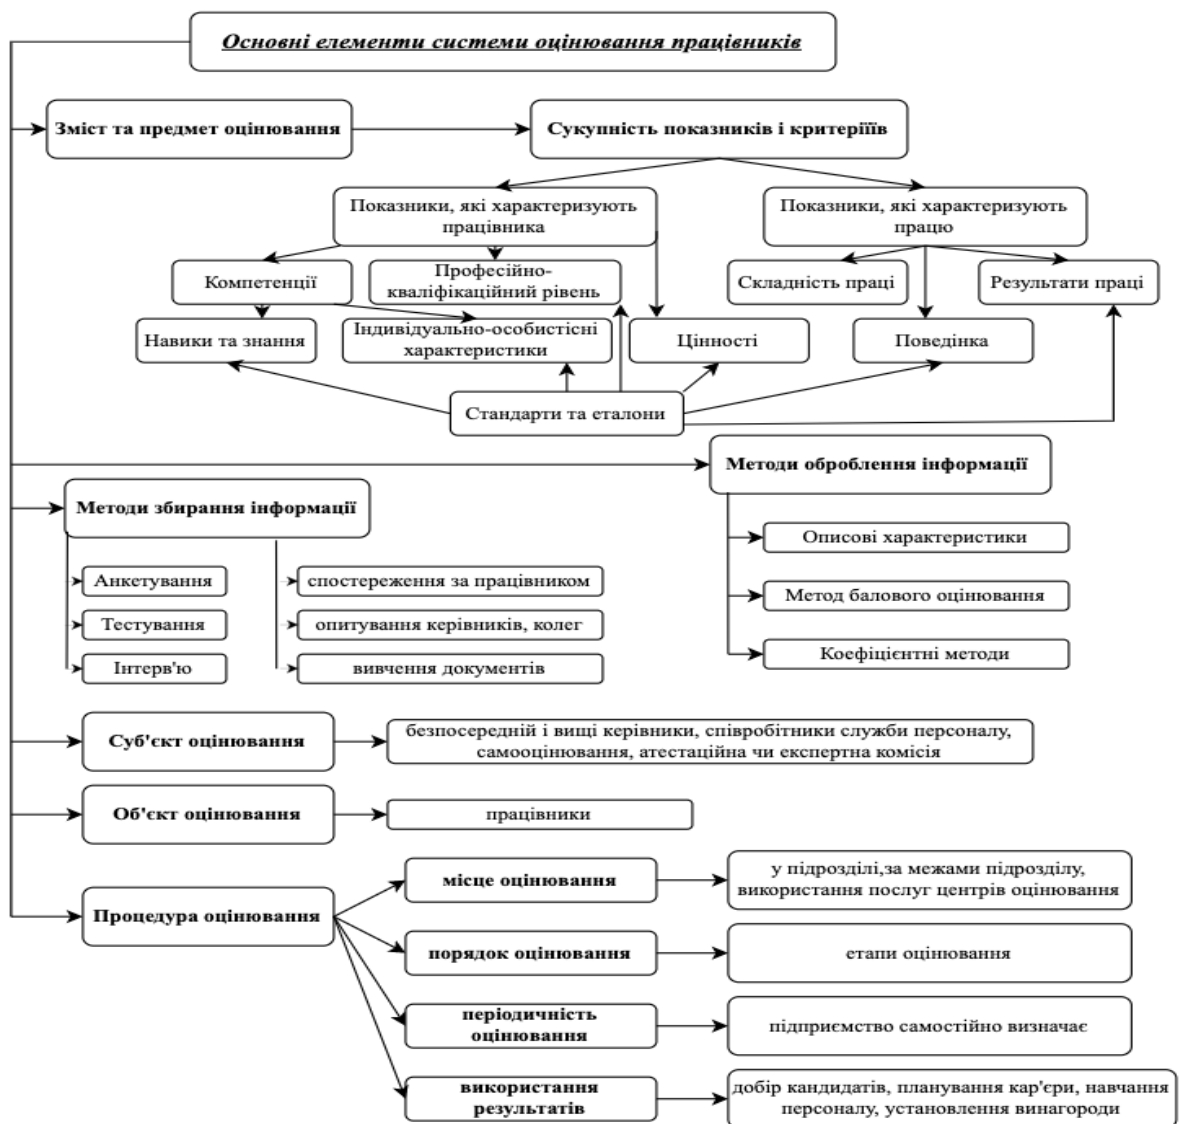 Основні елементи системи оцінювання працівників
Зміст та предмет оцінювання
Сукупність показників і критеріїїв
Показники, які характеризують
працівника
Показники, які характеризують
працю
Компетенції
Професійно-
кваліфікаційний рівень
Складність праці
Результати праці
Навики та знання
Індивідуально-особистісні
характеристики
Цінності
Поведінка
Стандарти та еталони
Методи оброблення інформації
Методи збирання інформації
Описові характеристики
Анкетування
спостереження за працівником
Метод балового оцінювання
Тестування
опитування керівників, колег
Коефіцієнтні методи
Інтерв'ю
вивчення документів
Суб'єкт оцінювання
безпосередній і вищі керівники, співробітники служби персоналу,
самооцінювання, атестаційна чи експертна комісія
Об'єкт оцінювання
працівники
Процедура оцінювання
місце оцінювання
у підрозділі,за межами підрозділу,
використання послуг центрів оцінювання
порядок оцінювання
етапи оцінювання
періодичність
оцінювання
підприємство самостійно визначає
використання
результатів
добір кандидатів, планування кар'єри, навчання
персоналу, установлення винагороди